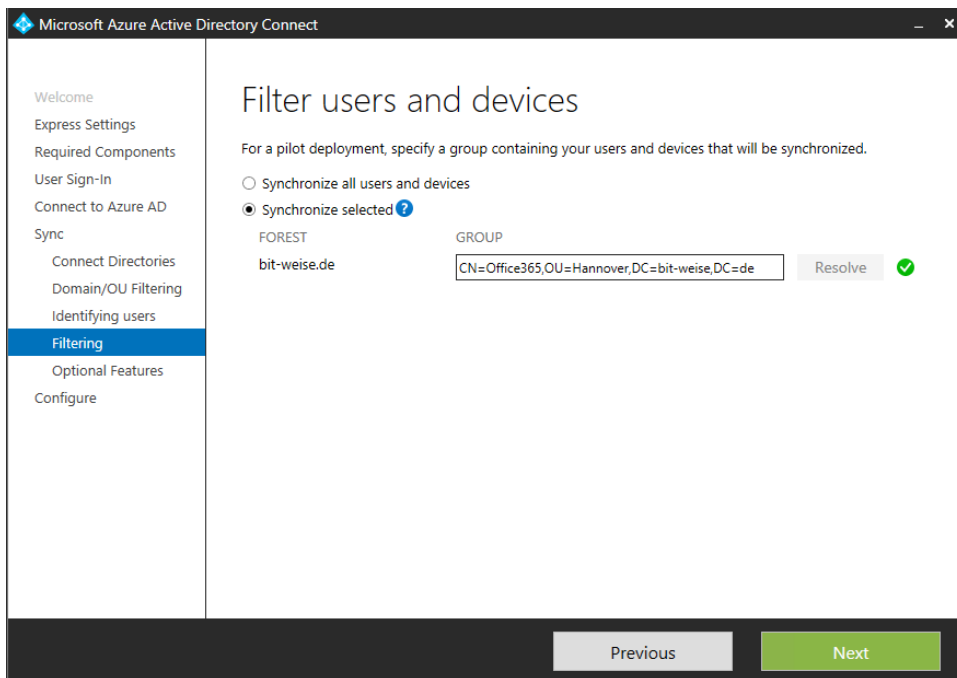 Microsoft Azure Active Directory Connect
Welcome
Express Settings
Required Components
User Sign-In
Connect to Azure AD
Sync
Connect Directories
Domain/OU Filtering
Identifying users
Filtering
Optional Features
Configure
Filter users and devices
For a pilot deployment, specify a group containing your users and devices that will be synchronized.
Synchronize all users and devices
Synchronize selected ?
FOREST GROUP
bit-weise.de CN=Office365,OU=Hannover,DC=bit-weise,DC=de Resolve
Previous Next